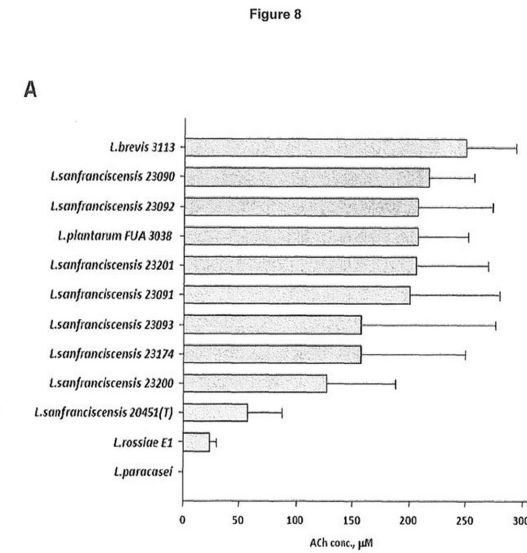 Figure 8
A
L.brevis 3113
L.sanfranciscensis 23090
L.sanfranciscensis 23092
L.plantarum FUA 3038
L.sanfranciscensis 23201
L.sanfranciscensis 23091
L.sanfranciscensis 23093
L.sanfranciscensis 23174
L.sanfranciscensis 23200
L.sanfranciscensis 20451(T)
L.rossiae E1
L.paracasei
0 50 100 150 200 250 300
ACh conc., µM